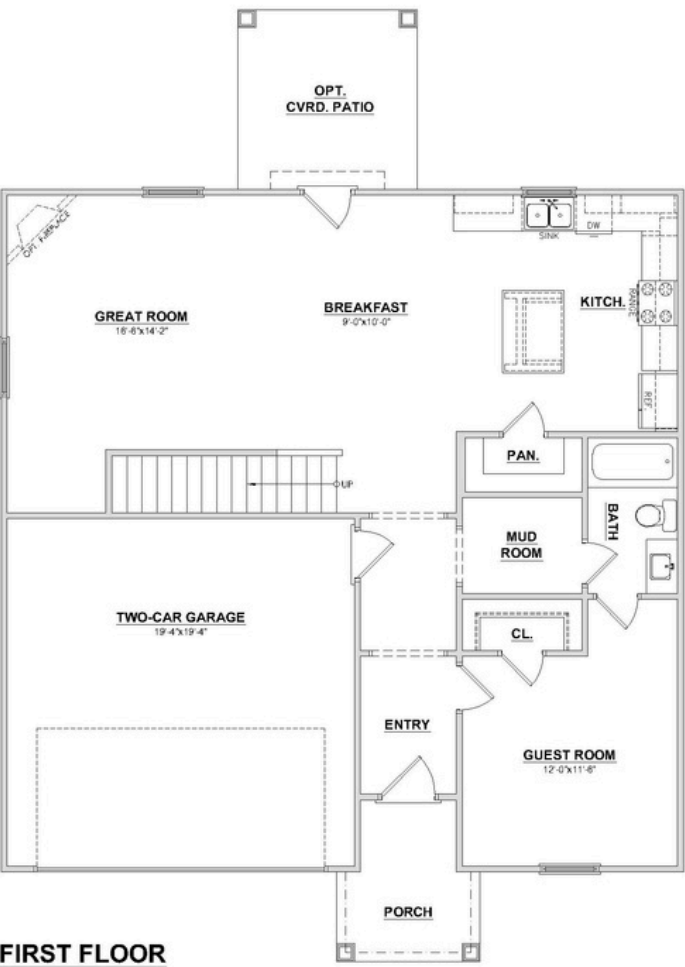 OPT.
CVRD. PATIO
OPT. FIREPLACE
SINK
DW
GREAT ROOM
16'-6"x14'-2"
BREAKFAST
9'-0"x10'-0"
KITCH.
RANGE
REF.
PAN.
UP
BATH
MUD
ROOM
TWO-CAR GARAGE
19'-4"x19'-4"
CL.
ENTRY
GUEST ROOM
12'-0"x11'-6"
PORCH
FIRST FLOOR